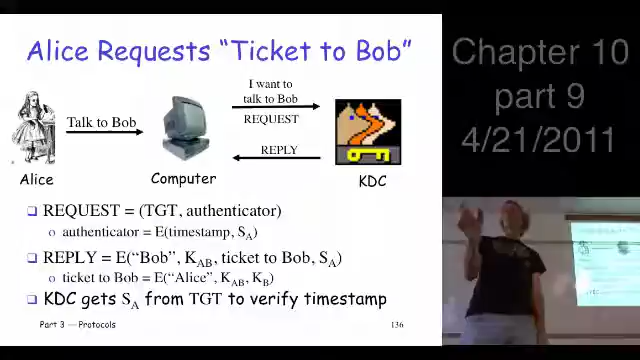 Alice Requests “Ticket to Bob”
I want to
talk to Bob
Talk to Bob
REQUEST
REPLY
Alice
Computer
KDC
REQUEST = (TGT, authenticator)
authenticator = E(timestamp, SA)
REPLY = E(“Bob”, KAB, ticket to Bob, SA)
ticket to Bob = E(“Alice”, KAB, KB)
KDC gets SA from TGT to verify timestamp
Part 3 — Protocols
136
Chapter 10
part 9
4/21/2011